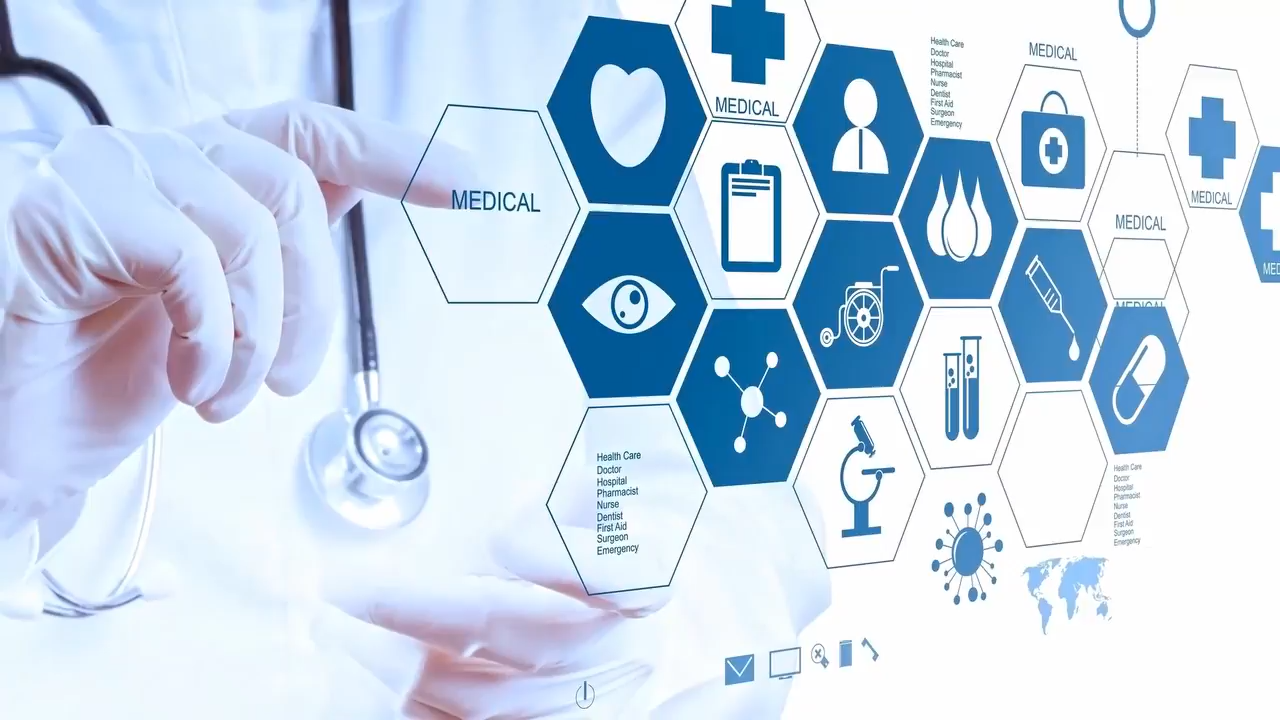 MEDICAL
MEDICAL
Health Care
Doctor
Hospital
Pharmacist
Nurse
Dentist
First Aid
Surgeon
Emergency
Health Care
Doctor
Hospital
Pharmacist
Nurse
Dentist
First Aid
Surgeon
Emergency
MEDICAL
MEDICAL
MEDICAL
MEDICAL
Health Care
Doctor
Hospital
Pharmacist
Nurse
Dentist
First Aid
Surgeon
Emergency